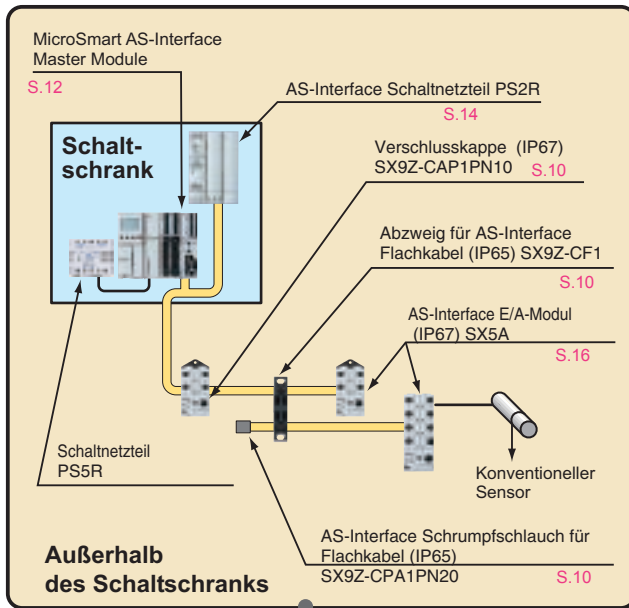 MicroSmart AS-Interface
Master Module
S.12
AS-Interface Schaltnetzteil PS2R
S.14
Schalt-
schrank
Verschlusskappe (IP67)
SX9Z-CAP1PN10 S.10
Abzweig für AS-Interface
Flachkabel (IP65) SX9Z-CF1
S.10
AS-Interface E/A-Modul
(IP67) SX5A
S.16
Schaltnetzteil
PS5R
Konventioneller
Sensor
AS-Interface Schrumpfschlauch für
Flachkabel (IP65)
SX9Z-CPA1PN20 S.10
Außerhalb
des Schaltschranks